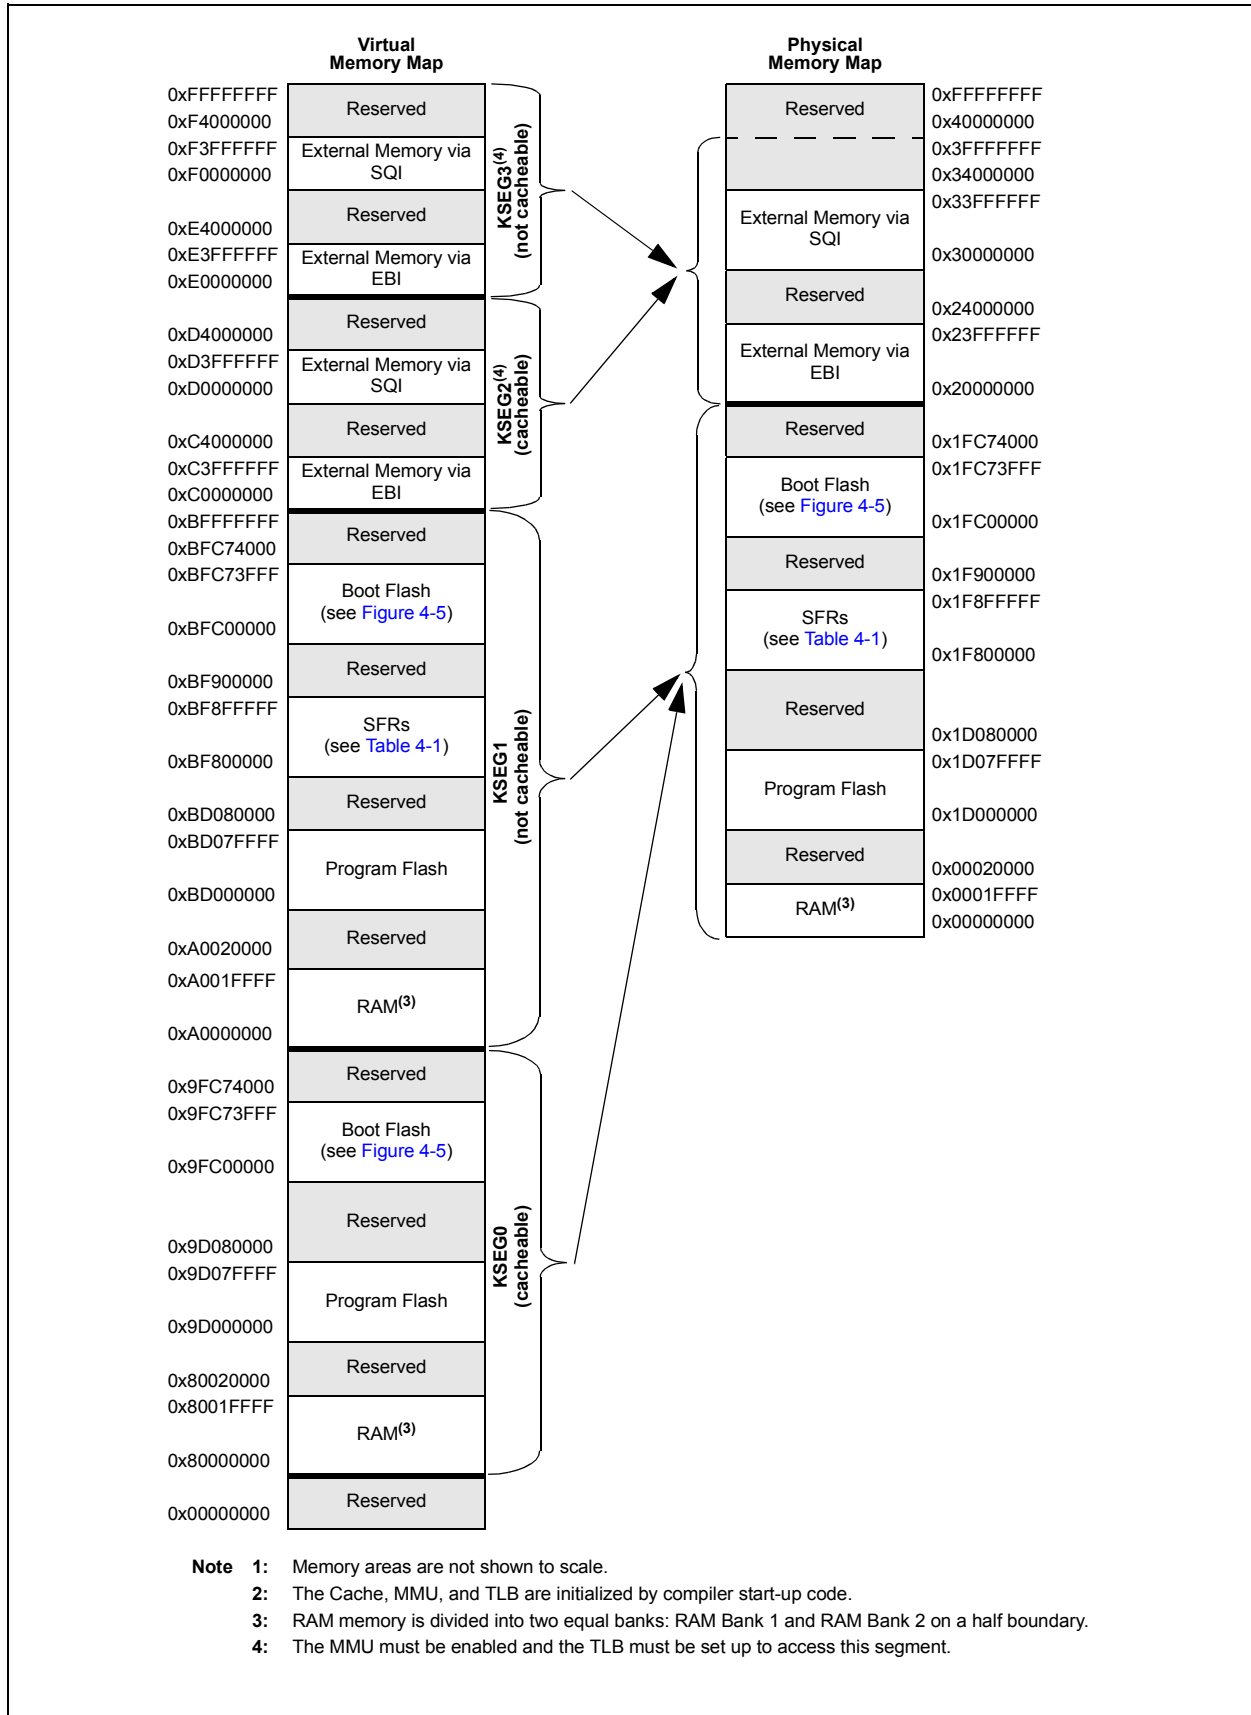 Virtual
Memory Map
0xFFFFFFFF
Reserved
0xF4000000
0xF3FFFFFF
External Memory via
SQI
0xF0000000
Reserved
0xE4000000
0xE3FFFFFF
External Memory via
EBI
0xE0000000
KSEG3(4)
(not cacheable)
Reserved
0xD4000000
0xD3FFFFFF
External Memory via
SQI
0xD0000000
Reserved
0xC4000000
0xC3FFFFFF
External Memory via
EBI
0xC0000000
KSEG2(4)
(cacheable)
0xBFFFFFFF
Reserved
0xBFC74000
0xBFC73FFF
Boot Flash
(see Figure 4-5)
0xBFC00000
Reserved
0xBF900000
0xBF8FFFFF
SFRs
(see Table 4-1)
0xBF800000
Reserved
0xBD080000
0xBD07FFFF
Program Flash
0xBD000000
Reserved
0xA0020000
0xA001FFFF
RAM(3)
0xA0000000
KSEG1
(not cacheable)
Reserved
0x9FC74000
0x9FC73FFF
Boot Flash
(see Figure 4-5)
0x9FC00000
Reserved
0x9D080000
0x9D07FFFF
Program Flash
0x9D000000
Reserved
0x80020000
0x8001FFFF
RAM(3)
0x80000000
KSEG0
(cacheable)
Reserved
0x00000000
Physical
Memory Map
0xFFFFFFFF
Reserved
0x40000000
0x3FFFFFFF
0x34000000
0x33FFFFFF
External Memory via
SQI
0x30000000
Reserved
0x24000000
0x23FFFFFF
External Memory via
EBI
0x20000000
Reserved
0x1FC74000
0x1FC73FFF
Boot Flash
(see Figure 4-5)
0x1FC00000
Reserved
0x1F900000
0x1F8FFFFF
SFRs
(see Table 4-1)
0x1F800000
Reserved
0x1D080000
0x1D07FFFF
Program Flash
0x1D000000
Reserved
0x00020000
0x0001FFFF
RAM(3)
0x00000000
Note 1: Memory areas are not shown to scale.
2: The Cache, MMU, and TLB are initialized by compiler start-up code.
3: RAM memory is divided into two equal banks: RAM Bank 1 and RAM Bank 2 on a half boundary.
4: The MMU must be enabled and the TLB must be set up to access this segment.